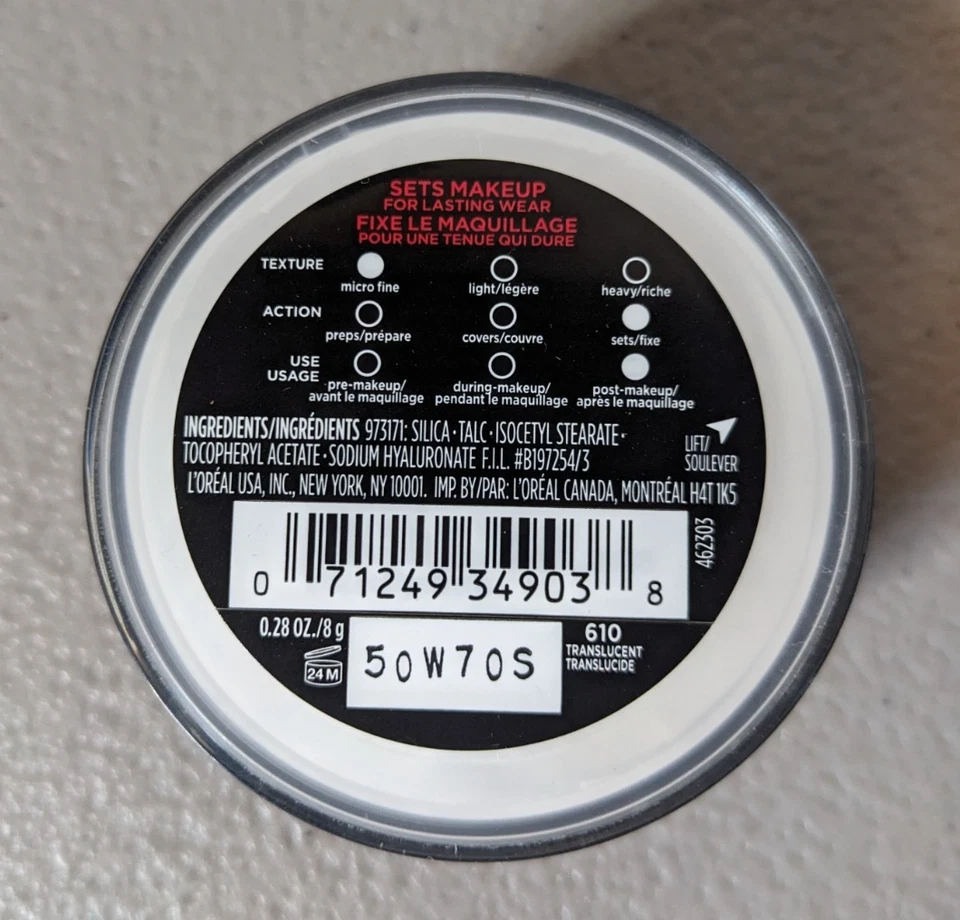 SETS MAKEUP
FOR LASTING WEAR
FIXE LE MAQUILLAGE
POUR UNE TENUE QUI DURE
TEXTURE
micro fine light/légère heavy/riche
ACTION
preps/prépare covers/couvre sets/fixe
USE
USAGE
pre-makeup/ during-makeup/ post-makeup/
avant le maquillage pendant le maquillage après le maquillage
INGREDIENTS/INGRÉDIENTS 973171: SILICA • TALC • ISOCETYL STEARATE •
TOCOPHERYL ACETATE • SODIUM HYALURONATE F.I.L. #B197254/3
LIFT/
SOULEVER
L'ORÉAL USA, INC., NEW YORK, NY 10001. IMP. BY/PAR: L'ORÉAL CANADA, MONTRÉAL H4T 1K5
0 71249 34903 8
462303
0.28 OZ./8 g
24 M
50W70S
610
TRANSLUCENT
TRANSLUCIDE